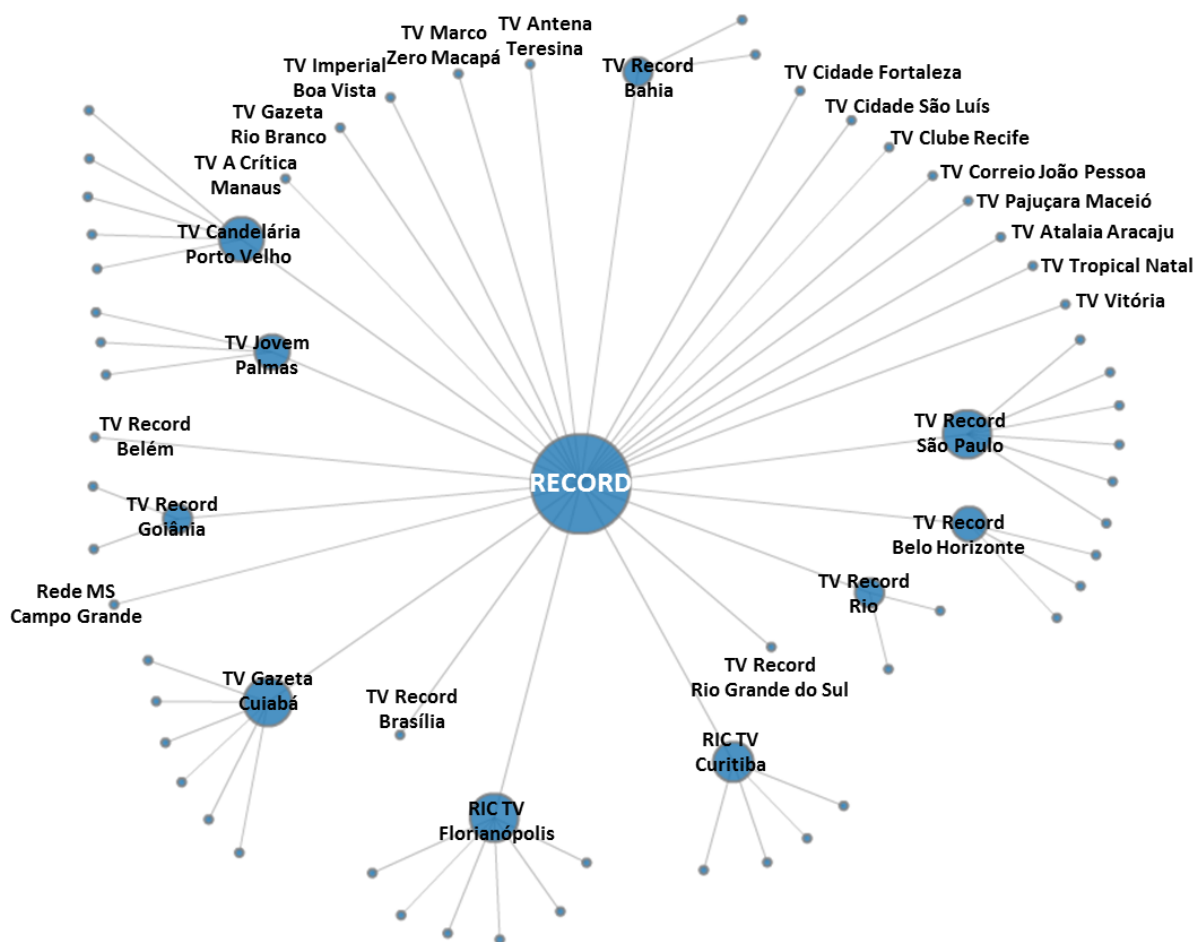 TV Antena
Teresina
TV Marco
Zero Macapá
TV Imperial
Boa Vista
TV Gazeta
Rio Branco
TV A Crítica
Manaus
TV Record
Bahia
TV Cidade Fortaleza
TV Cidade São Luís
TV Clube Recife
TV Correio João Pessoa
TV Pajuçara Maceió
TV Atalaia Aracaju
TV Tropical Natal
TV Vitória
TV Candelária
Porto Velho
TV Jovem
Palmas
TV Record
Belém
TV Record
Goiânia
Rede MS
Campo Grande
RECORD
TV Record
São Paulo
TV Record
Belo Horizonte
TV Record
Rio
TV Record
Rio Grande do Sul
TV Gazeta
Cuiabá
TV Record
Brasília
RIC TV
Curitiba
RIC TV
Florianópolis